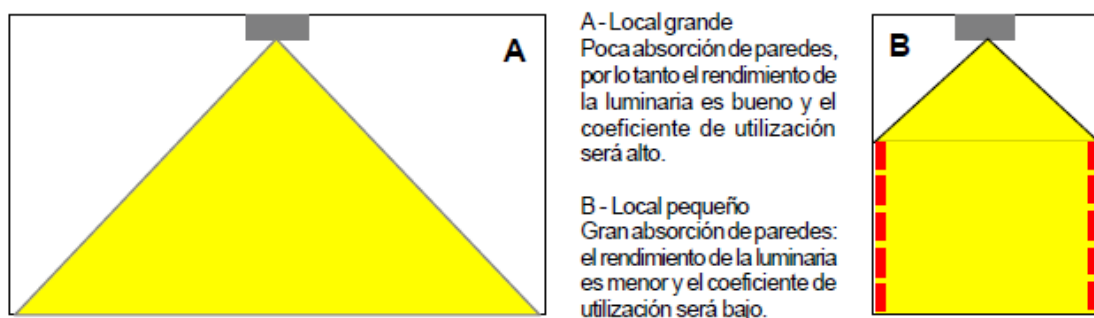 A
A - Local grande
Poca absorción de paredes,
por lo tanto el rendimiento de
la luminaria es bueno y el
coeficiente de utilización
será alto.
B - Local pequeño
Gran absorción de paredes:
el rendimiento de la luminaria
es menor y el coeficiente de
utilización será bajo.
B